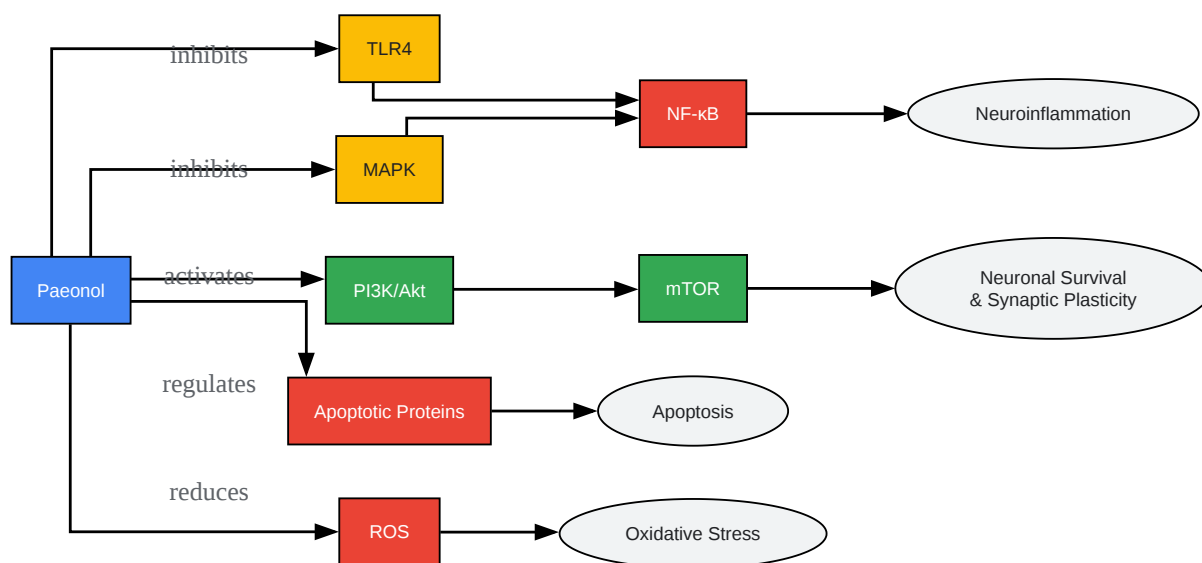 inhibits
TLR4
NF-κB
Neuroinflammation
inhibits
MAPK
Paeonol
activates
PI3K/Akt
mTOR
Neuronal Survival
& Synaptic Plasticity
regulates
Apoptotic Proteins
Apoptosis
reduces
ROS
Oxidative Stress